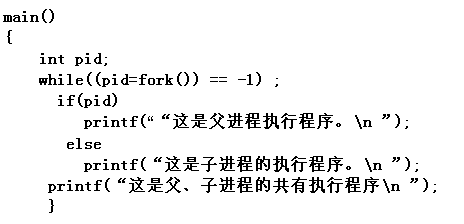 main()
{
int pid;
while((pid=fork()) == -1) ;
if(pid)
printf(“ “这是父进程执行程序。\n ”);
else
printf(“这是子进程的执行程序。\n ”);
printf(“这是父、子进程的共有执行程序\n ”);
}